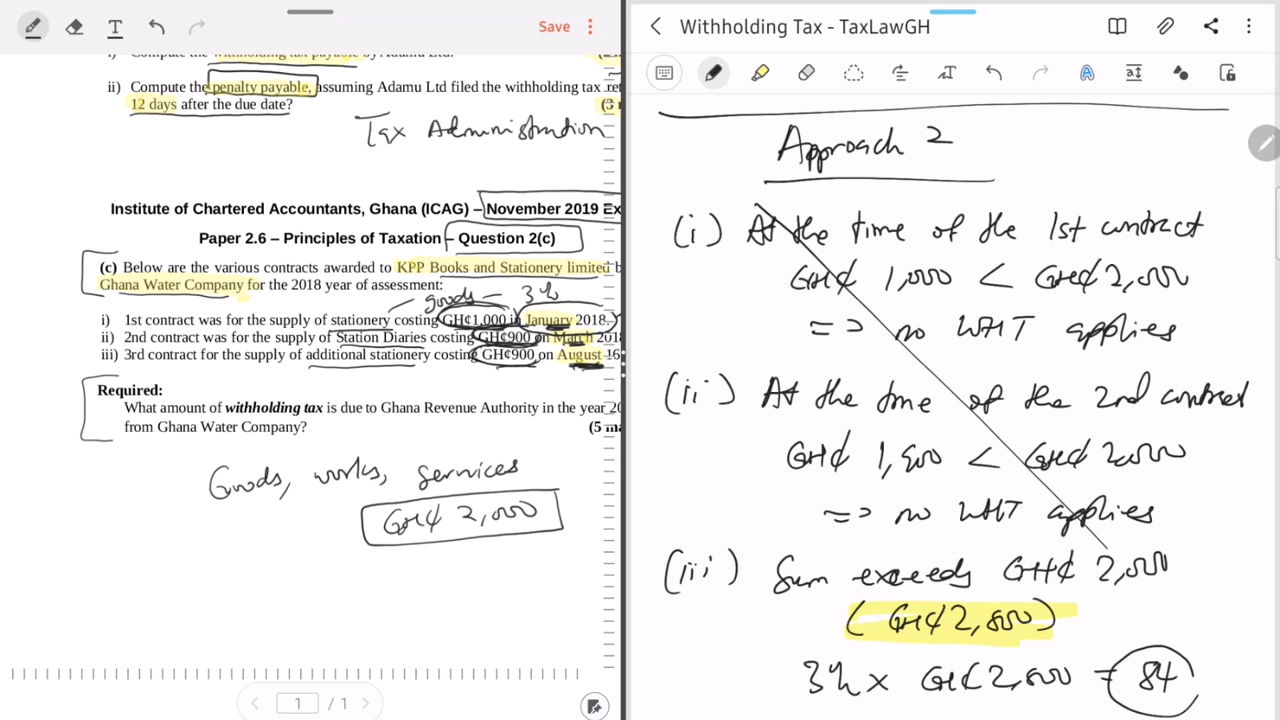 Save
ii) Compute the penalty payable, assuming Adamu Ltd filed the withholding tax ret
12 days after the due date? (3
Tax Administration
Institute of Chartered Accountants, Ghana (ICAG) – November 2019 Ex
Paper 2.6 – Principles of Taxation – Question 2(c)
(c) Below are the various contracts awarded to KPP Books and Stationery limited b
Ghana Water Company for the 2018 year of assessment:
goods – 3%
i) 1st contract was for the supply of stationery costing GH¢1,000 in January 2018.
ii) 2nd contract was for the supply of Station Diaries costing GH¢900 on March 201
iii) 3rd contract for the supply of additional stationery costing GH¢900 on August 16
Required:
What amount of withholding tax is due to Ghana Revenue Authority in the year 20
from Ghana Water Company? (5 ma
Goods, works, services
GH¢ 2,000
1 / 1
Withholding Tax - TaxLawGH
Approach 2
(i) At the time of the 1st contract
GH¢ 1,000 < GH¢ 2,000
=> no WHT applies
(ii) At the time of the 2nd contract
GH¢ 1,900 < GH¢ 2,000
=> no WHT applies
(iii) Sum exceeds GH¢ 2,000
(GH¢ 2,800)
3% x GH¢ 2,800 = 84